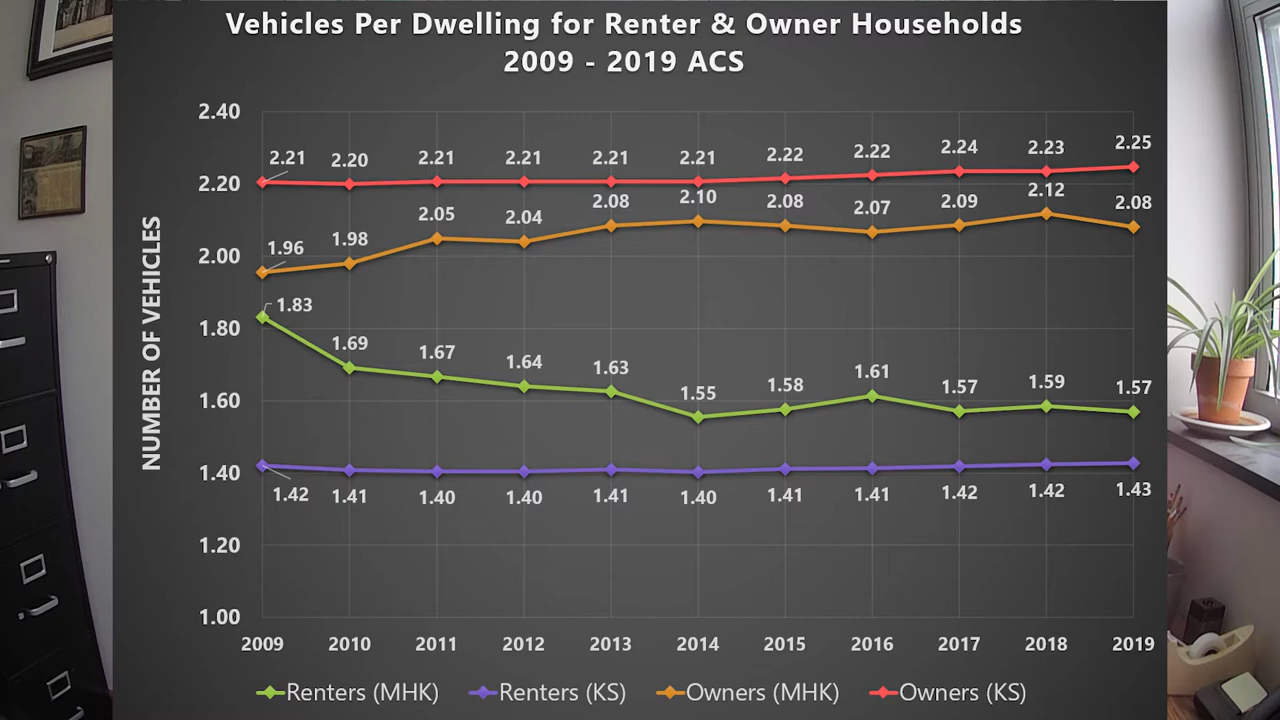 Vehicles Per Dwelling for Renter & Owner Households
2009 - 2019 ACS
NUMBER OF VEHICLES
2.40
2.20
2.00
1.80
1.60
1.40
1.20
1.00
2.21 2.20 2.21 2.21 2.21 2.21 2.22 2.22 2.24 2.23 2.25
1.96 1.98 2.05 2.04 2.08 2.10 2.08 2.07 2.09 2.12 2.08
1.83 1.69 1.67 1.64 1.63 1.55 1.58 1.61 1.57 1.59 1.57
1.42 1.41 1.40 1.40 1.41 1.40 1.41 1.41 1.42 1.42 1.43
2009 2010 2011 2012 2013 2014 2015 2016 2017 2018 2019
Renters (MHK) Renters (KS) Owners (MHK) Owners (KS)